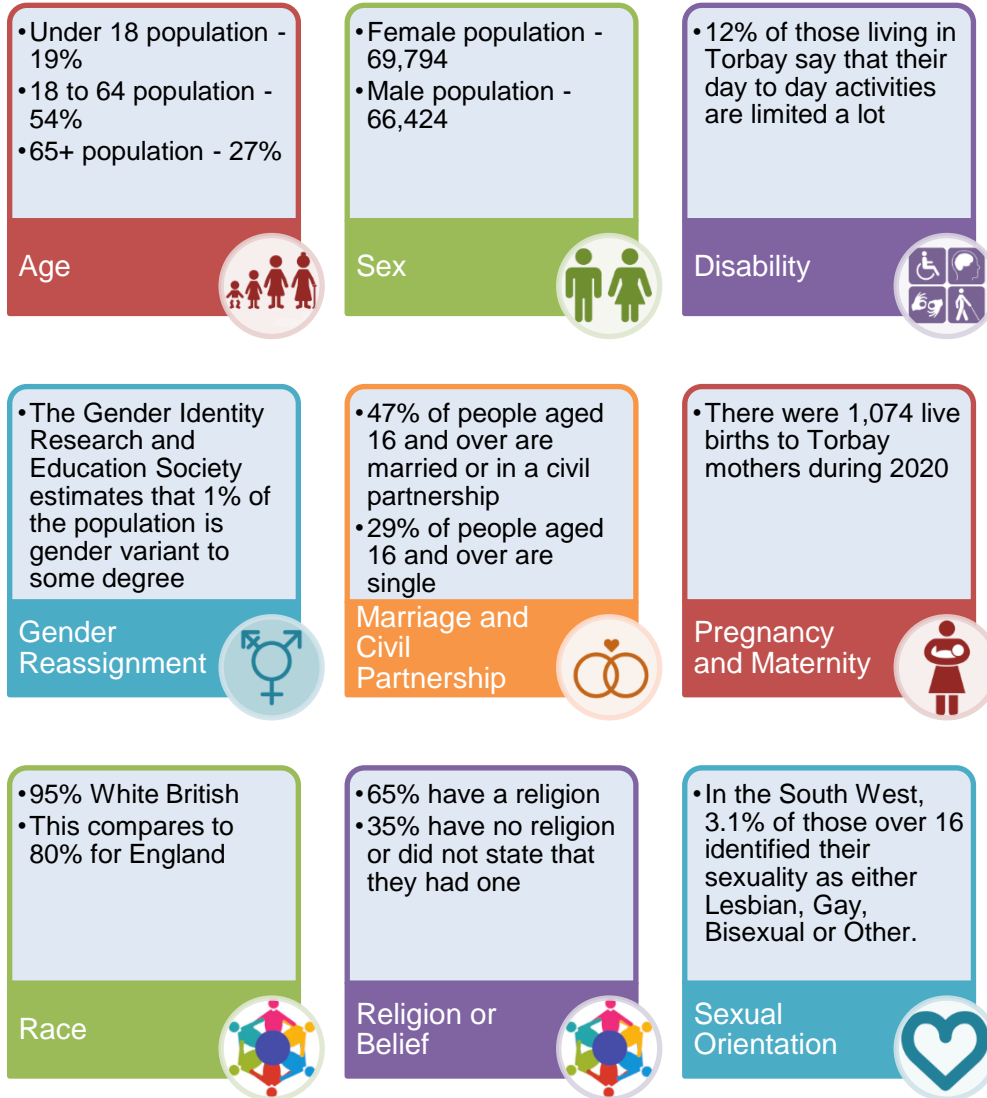 •Under 18 population -
19%
•18 to 64 population -
54%
•65+ population - 27%
Age
•Female population -
69,794
•Male population -
66,424
Sex
•12% of those living in
Torbay say that their
day to day activities
are limited a lot
Disability
•The Gender Identity
Research and
Education Society
estimates that 1% of
the population is
gender variant to
some degree
Gender
Reassignment
•47% of people aged
16 and over are
married or in a civil
partnership
•29% of people aged
16 and over are
single
Marriage and
Civil
Partnership
•There were 1,074 live
births to Torbay
mothers during 2020
Pregnancy
and Maternity
•95% White British
•This compares to
80% for England
Race
•65% have a religion
•35% have no religion
or did not state that
they had one
Religion or
Belief
•In the South West,
3.1% of those over 16
identified their
sexuality as either
Lesbian, Gay,
Bisexual or Other.
Sexual
Orientation